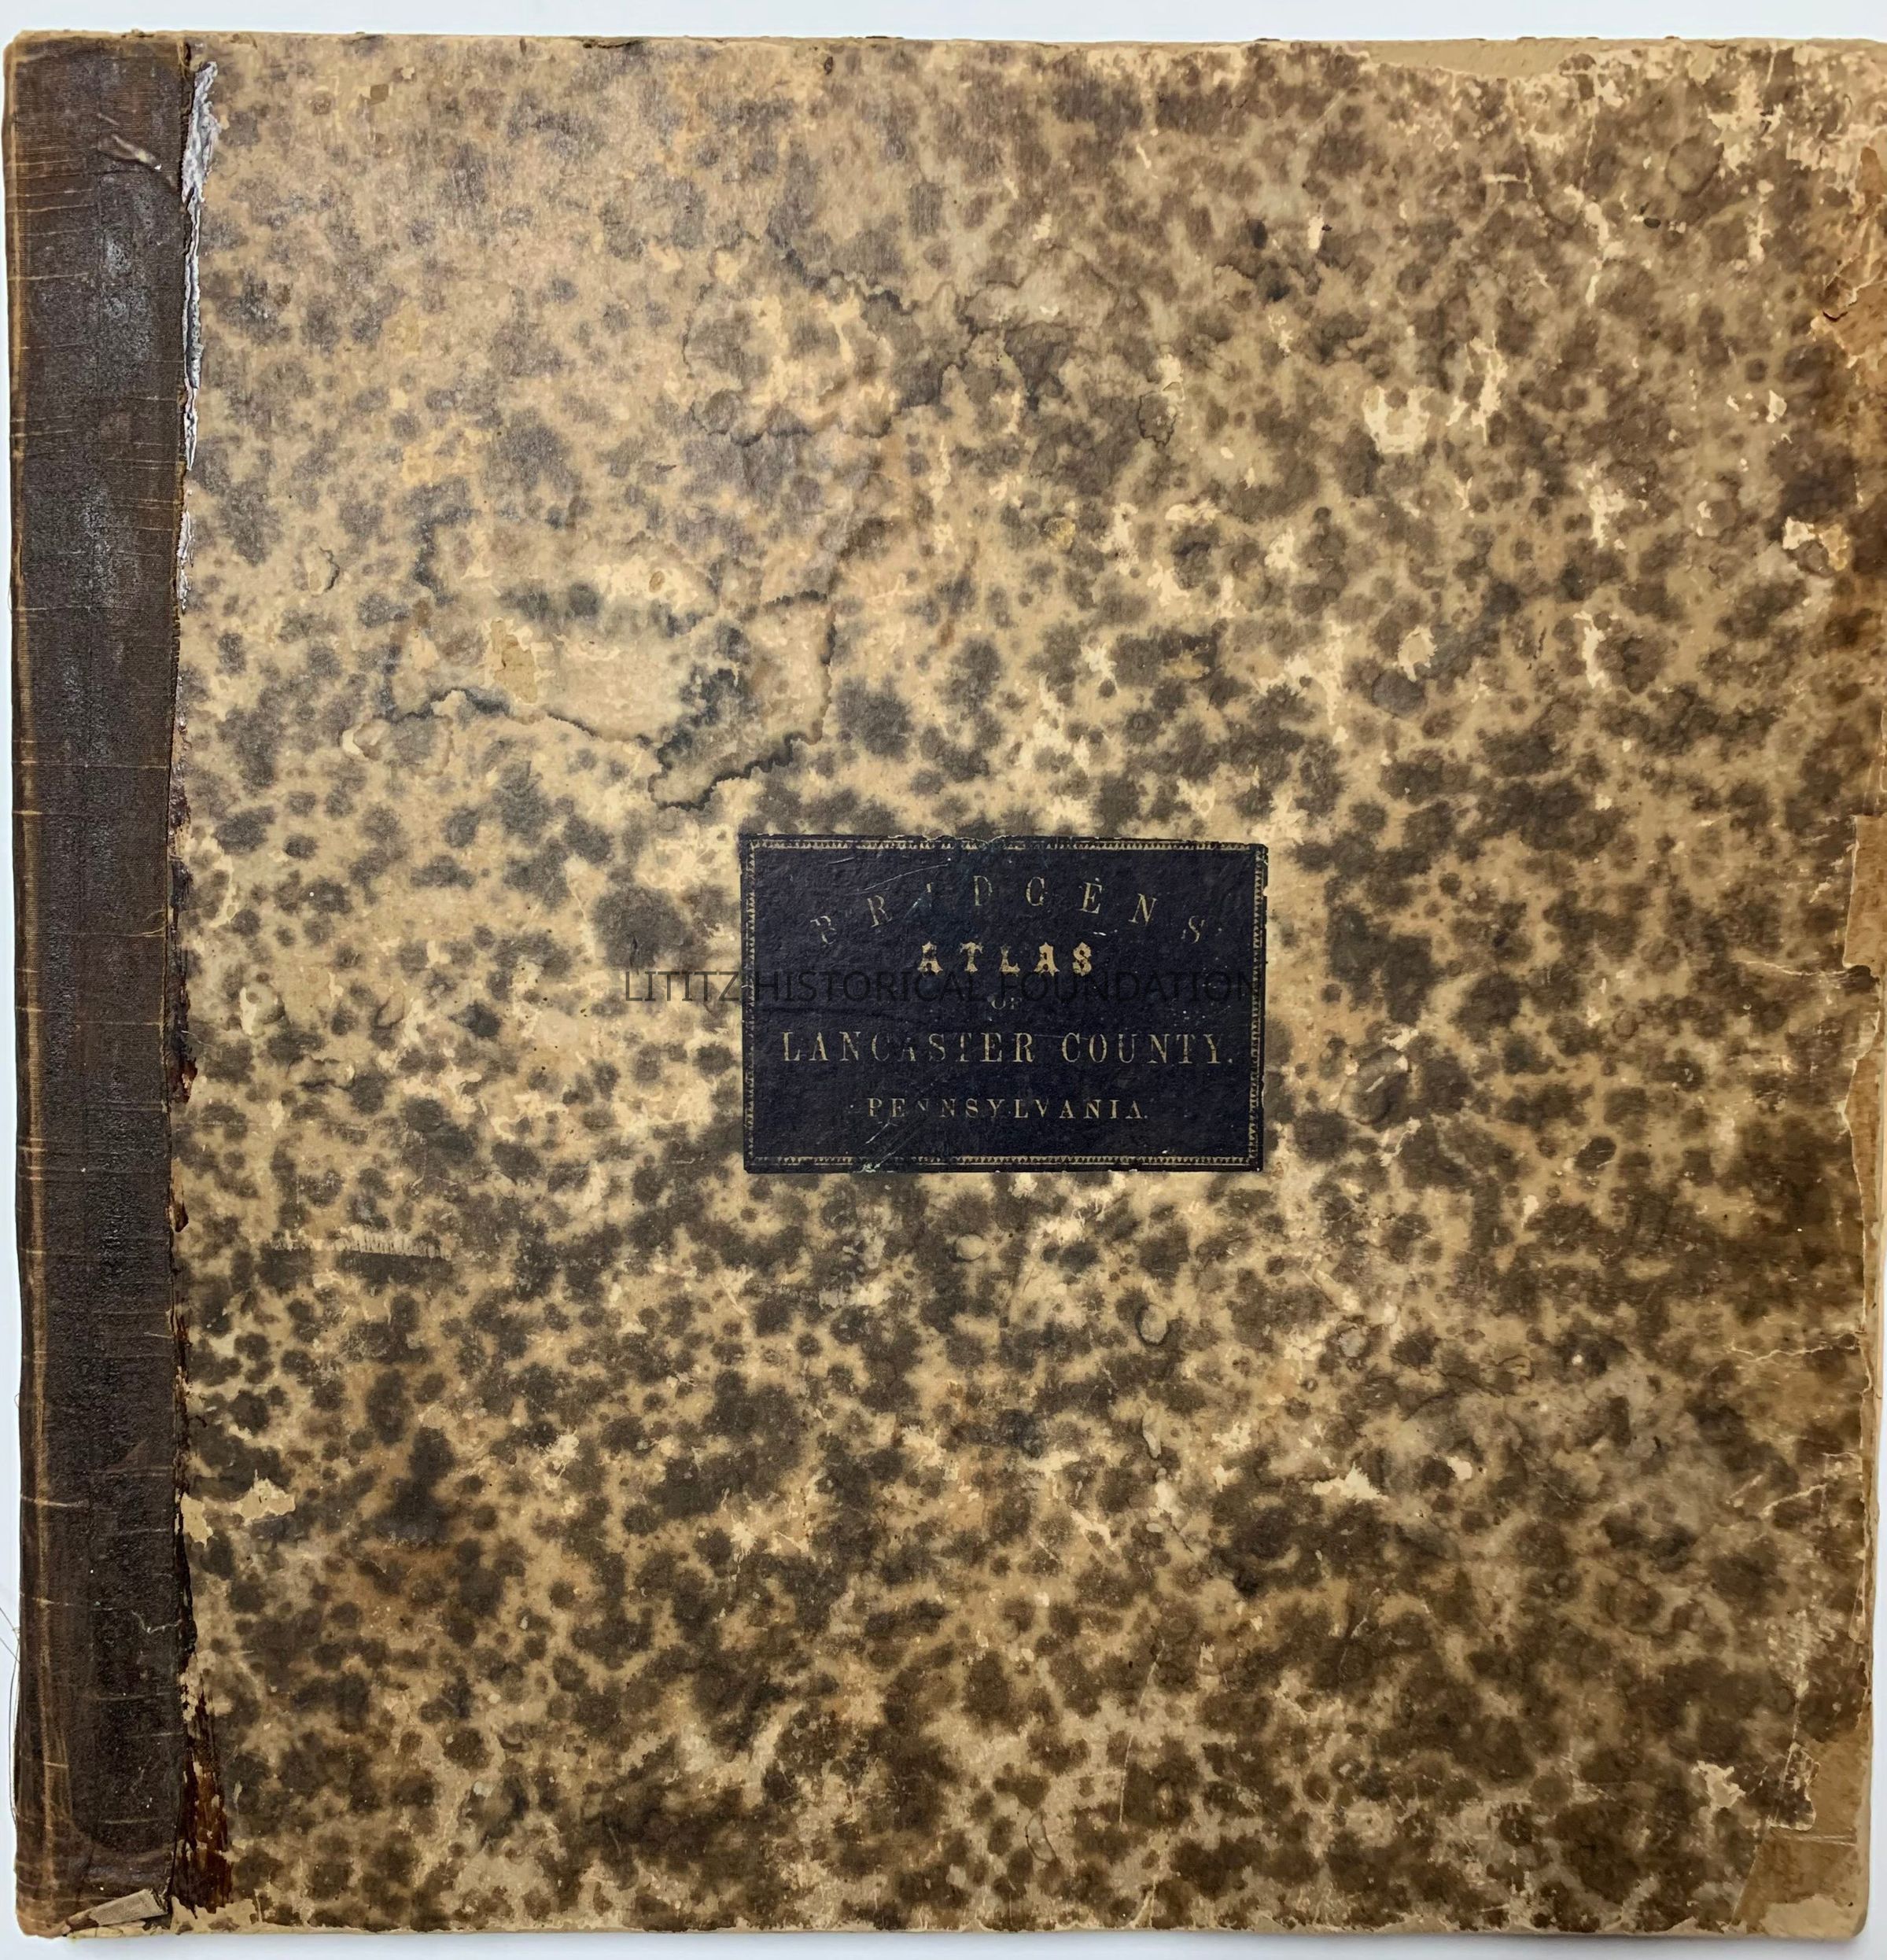 BRIDGENS'
ATLAS
LITITZ HISTORICAL FOUNDATION
OF
LANCASTER COUNTY.
PENNSYLVANIA.